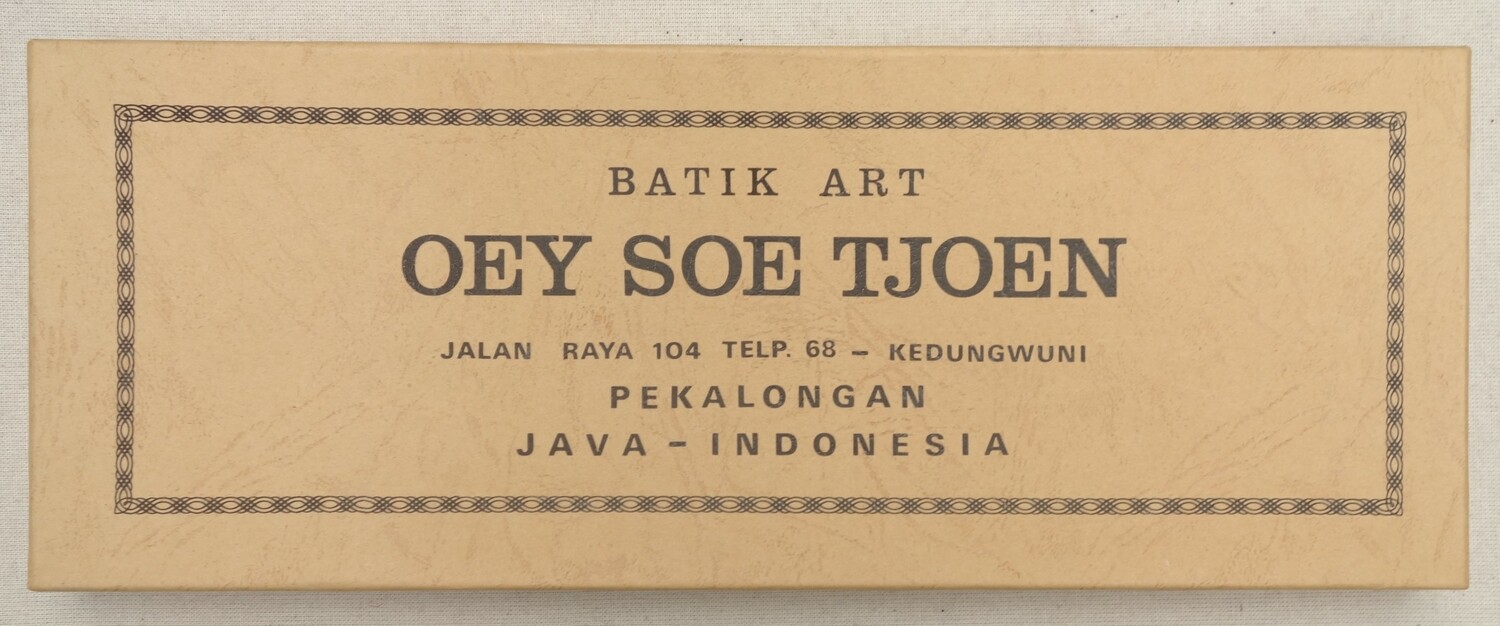 BATIK ART
OEY SOE TJOEN
JALAN RAYA 104 TELP. 68 – KEDUNGWUNI
PEKALONGAN
JAVA – INDONESIA